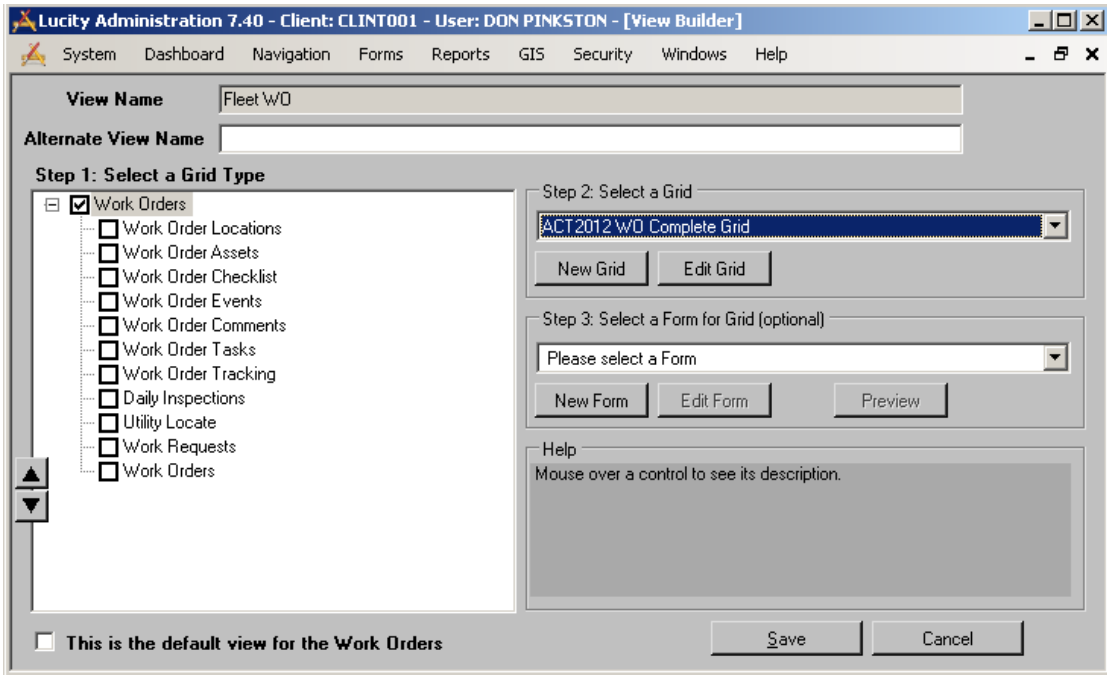 Lucity Administration 7.40 - Client: CLINT001 - User: DON PINKSTON - [View Builder]
System Dashboard Navigation Forms Reports GIS Security Windows Help
View Name Fleet WO
Alternate View Name
Step 1: Select a Grid Type
Work Orders
Work Order Locations
Work Order Assets
Work Order Checklist
Work Order Events
Work Order Comments
Work Order Tasks
Work Order Tracking
Daily Inspections
Utility Locate
Work Requests
Work Orders
Step 2: Select a Grid
ACT2012 WO Complete Grid
New Grid Edit Grid
Step 3: Select a Form for Grid (optional)
Please select a Form
New Form Edit Form Preview
Help
Mouse over a control to see its description.
This is the default view for the Work Orders
Save Cancel